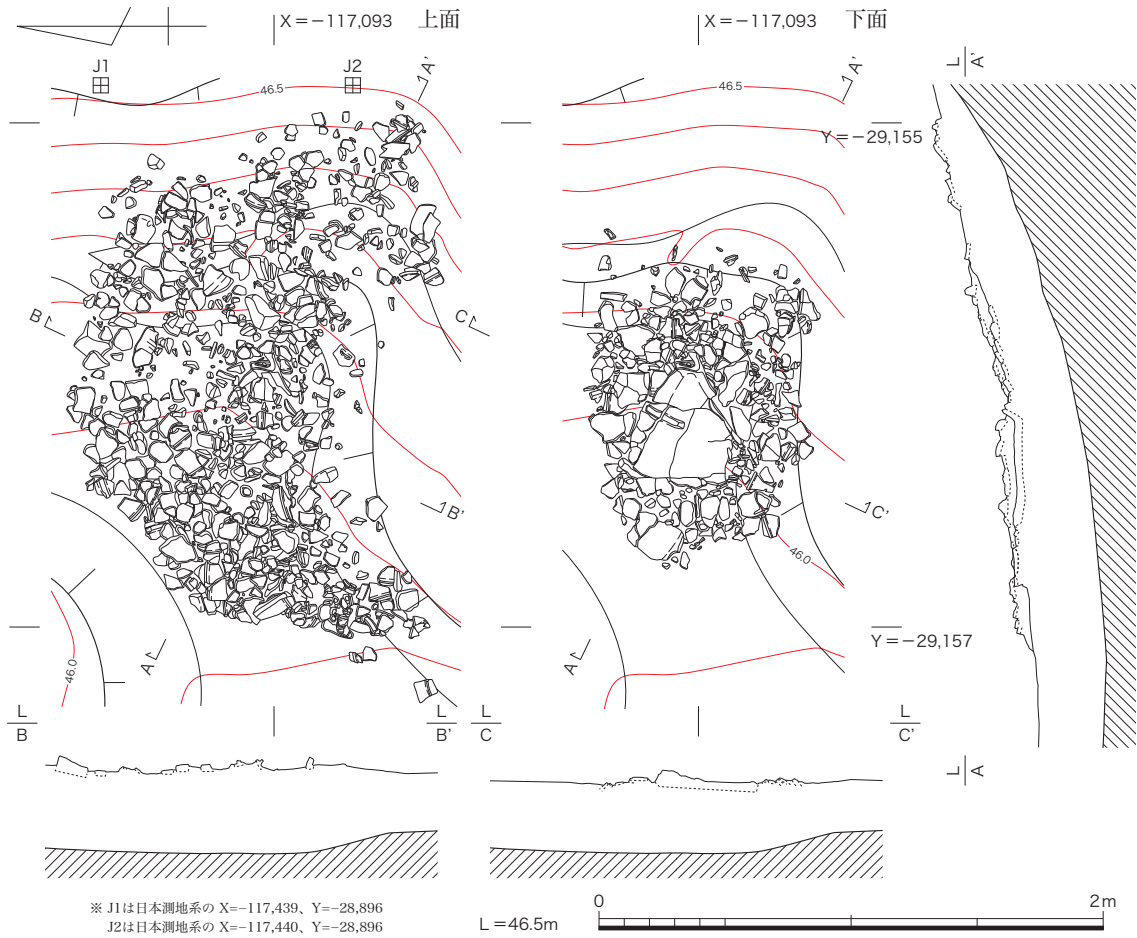 X＝−117,093 上面
X＝−117,093 下面
J1
J2
A'
A'
L
A'
46.5
46.5
Y＝−29,155
B
C
B'
C'
46.0
46.0
A
A
Y＝−29,157
L
B
L
B'
L
C
L
C'
L
A
※ J1は日本測地系の X=−117,439、Y=−28,896
J2は日本測地系の X=−117,440、Y=−28,896
L＝46.5m
0
2m